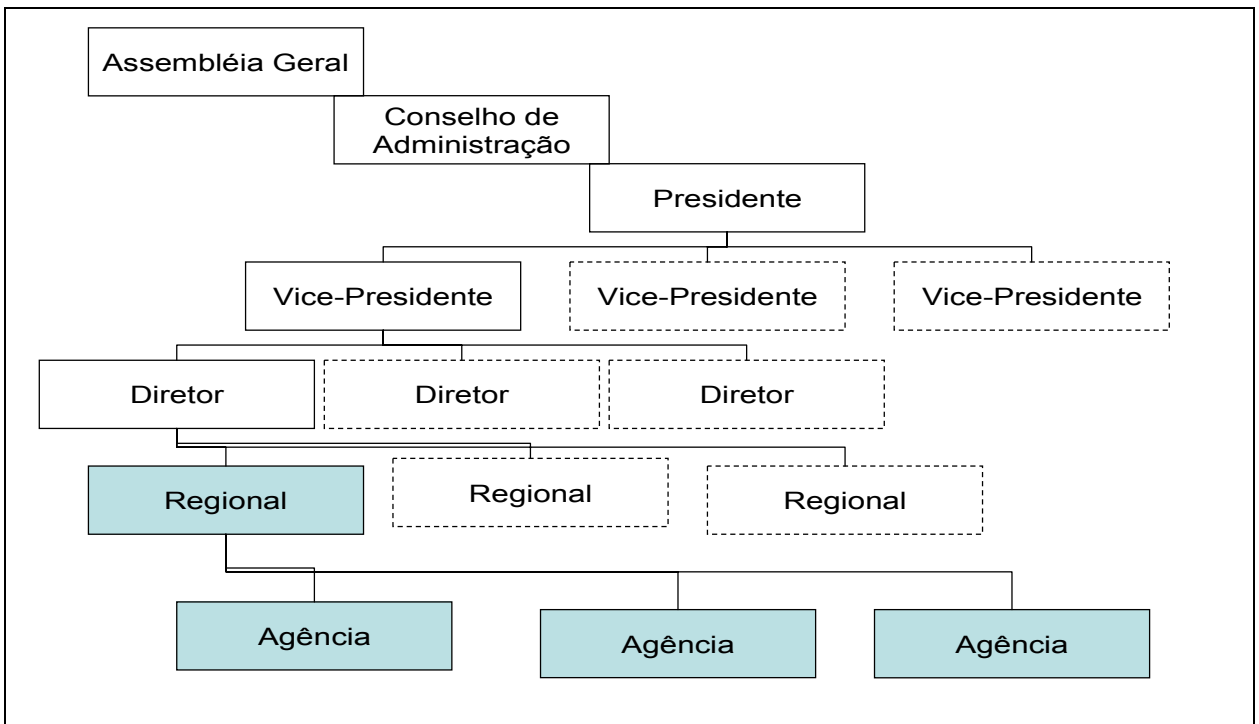 Assembléia Geral
Conselho de
Administração
Presidente
Vice-Presidente
Vice-Presidente
Vice-Presidente
Diretor
Diretor
Diretor
Regional
Regional
Regional
Agência
Agência
Agência